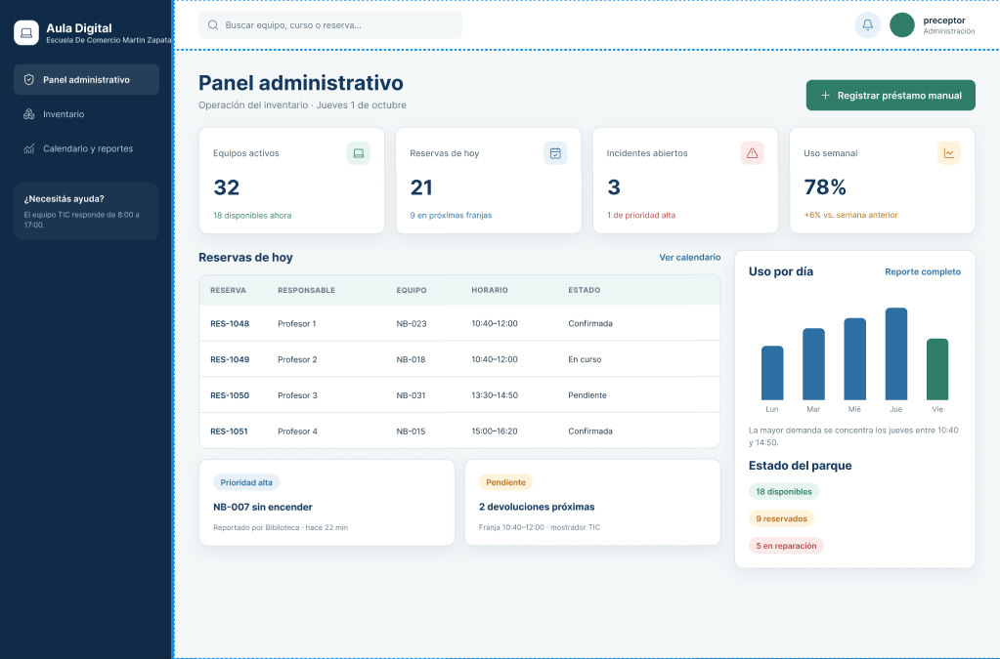 Aula Digital
Escuela De Comercio Martin Zapata
Panel administrativo
Inventario
Calendario y reportes
¿Necesitás ayuda?
El equipo TIC responde de 8:00 a
17:00.
Buscar equipo, curso o reserva...
preceptor
Administración
Panel administrativo
Operación del inventario · Jueves 1 de octubre
+ Registrar préstamo manual
Equipos activos
32
18 disponibles ahora
Reservas de hoy
21
9 en próximas franjas
Incidentes abiertos
3
1 de prioridad alta
Uso semanal
78%
+6% vs. semana anterior
Reservas de hoy
Ver calendario
RESERVA RESPONSABLE EQUIPO HORARIO ESTADO
RES-1048 Profesor 1 NB-023 10:40–12:00 Confirmada
RES-1049 Profesor 2 NB-018 10:40–12:00 En curso
RES-1050 Profesor 3 NB-031 13:30–14:50 Pendiente
RES-1051 Profesor 4 NB-015 15:00–16:20 Confirmada
Prioridad alta
NB-007 sin encender
Reportado por Biblioteca · hace 22 min
Pendiente
2 devoluciones próximas
Franja 10:40–12:00 · mostrador TIC
Uso por día
Reporte completo
Lun Mar Mié Jue Vie
La mayor demanda se concentra los jueves entre 10:40
y 14:50.
Estado del parque
18 disponibles
9 reservados
5 en reparación